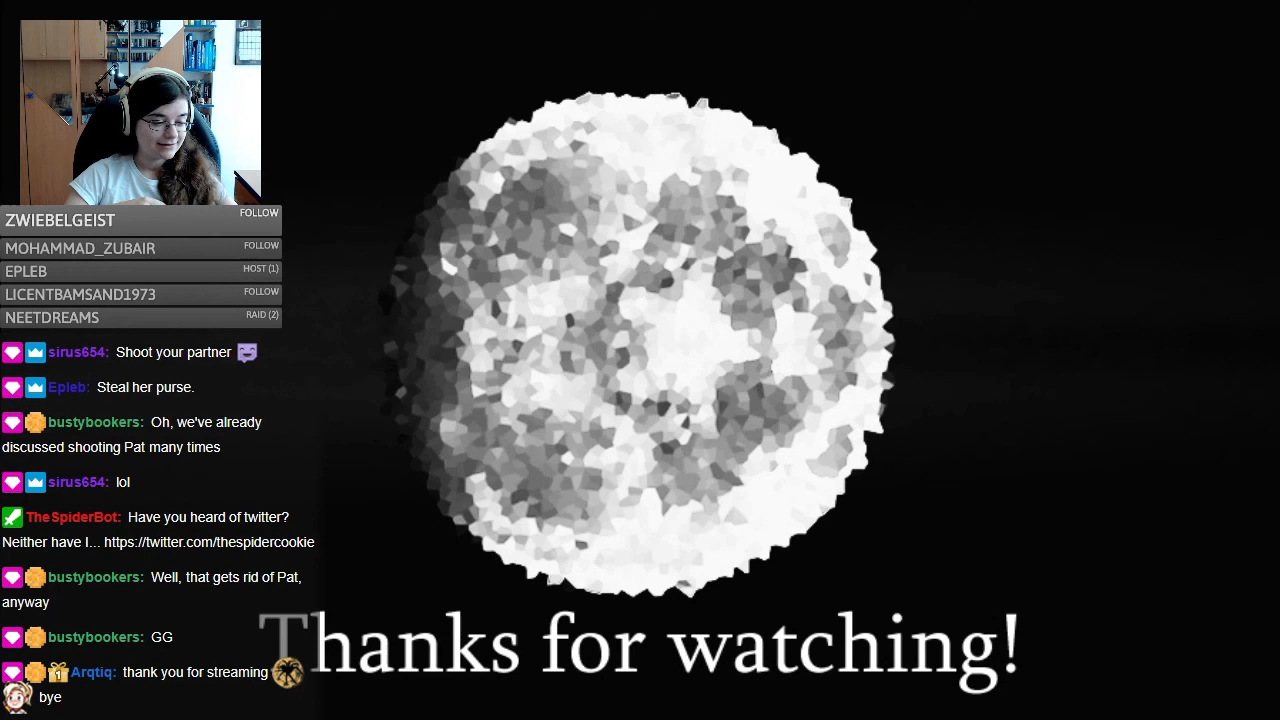 ZWIEBELGEIST FOLLOW
MOHAMMAD_ZUBAIR FOLLOW
EPLEB HOST (1)
LICENTBAMSAND1973 FOLLOW
NEETDREAMS RAID (2)
sirus654: Shoot your partner
Epleb: Steal her purse.
bustybookers: Oh, we've already
discussed shooting Pat many times
sirus654: lol
TheSpiderBot: Have you heard of twitter?
Neither have I... https://twitter.com/thespidercookie
bustybookers: Well, that gets rid of Pat,
anyway
bustybookers: GG
1 Arqtiq: thank you for streaming
bye
Thanks for watching!